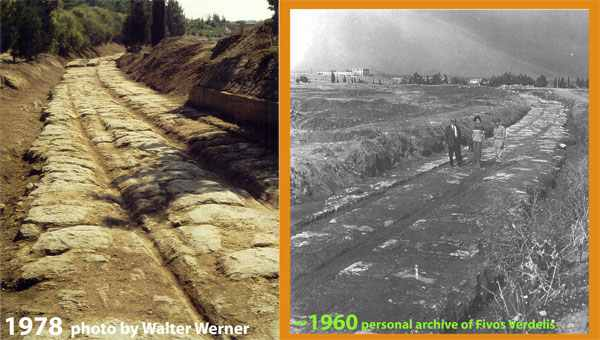 1978 photo by Walter Werner
~1960 personal archive of Fivos Verdelis